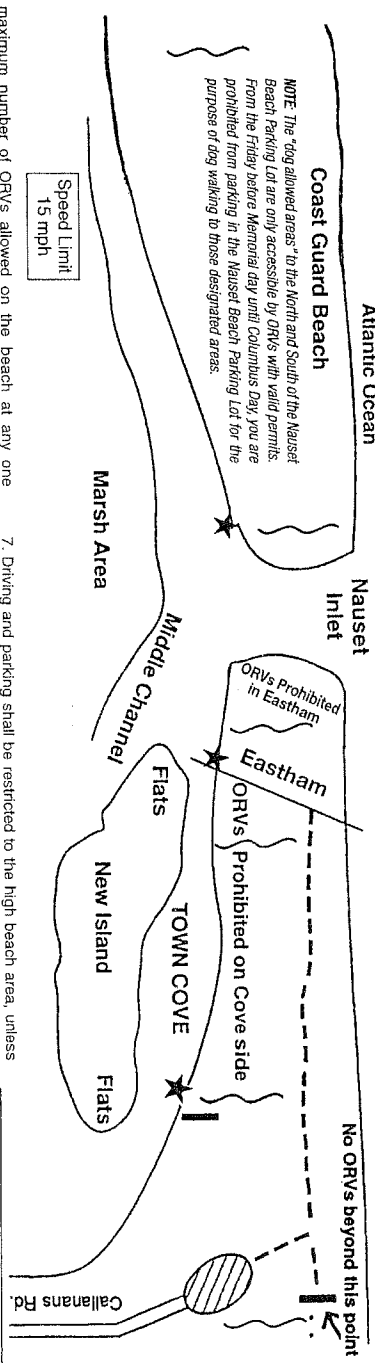 Atlantic Ocean
Coast Guard Beach
NOTE: The "dog allowed areas" to the North and South of the Nauset
Beach Parking Lot are only accessible by ORVs with valid permits.
From the Friday before Memorial day until Columbus Day, you are
prohibited from parking in the Nauset Beach Parking Lot for the
purpose of dog walking to those designated areas.
Nauset
Inlet
ORVs Prohibited
in Eastham
Eastham
ORVs Prohibited on Cove side
No ORVs beyond this point
Middle Channel
Marsh Area
Speed Limit
15 mph
TOWN COVE
Flats
New Island
Flats
Callanans Rd.
maximum number of ORVs allowed on the beach at any one
7. Driving and parking shall be restricted to the high beach area, unless